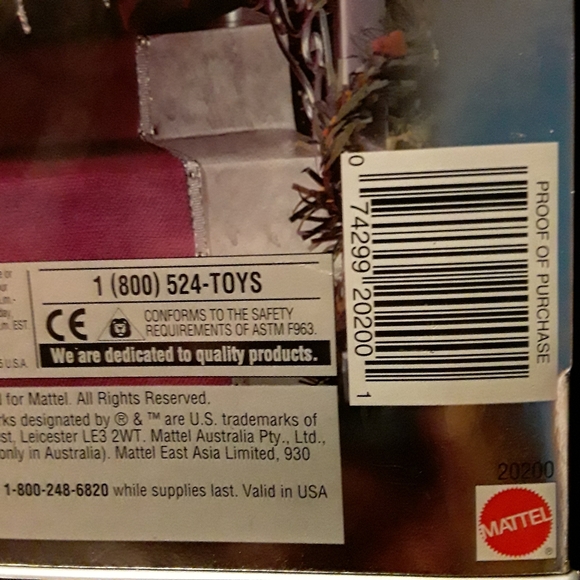 0 74299 20200 1
PROOF OF PURCHASE
1 (800) 524-TOYS
CE
CONFORMS TO THE SAFETY
REQUIREMENTS OF ASTM F963.
We are dedicated to quality products.
or
EST
U.S.A.
for Mattel. All Rights Reserved.
designated by ® & ™ are U.S. trademarks of
Leicester LE3 2WT. Mattel Australia Pty., Ltd.,
only in Australia). Mattel East Asia Limited, 930
1-800-248-6820 while supplies last. Valid in USA
20200
MATTEL®